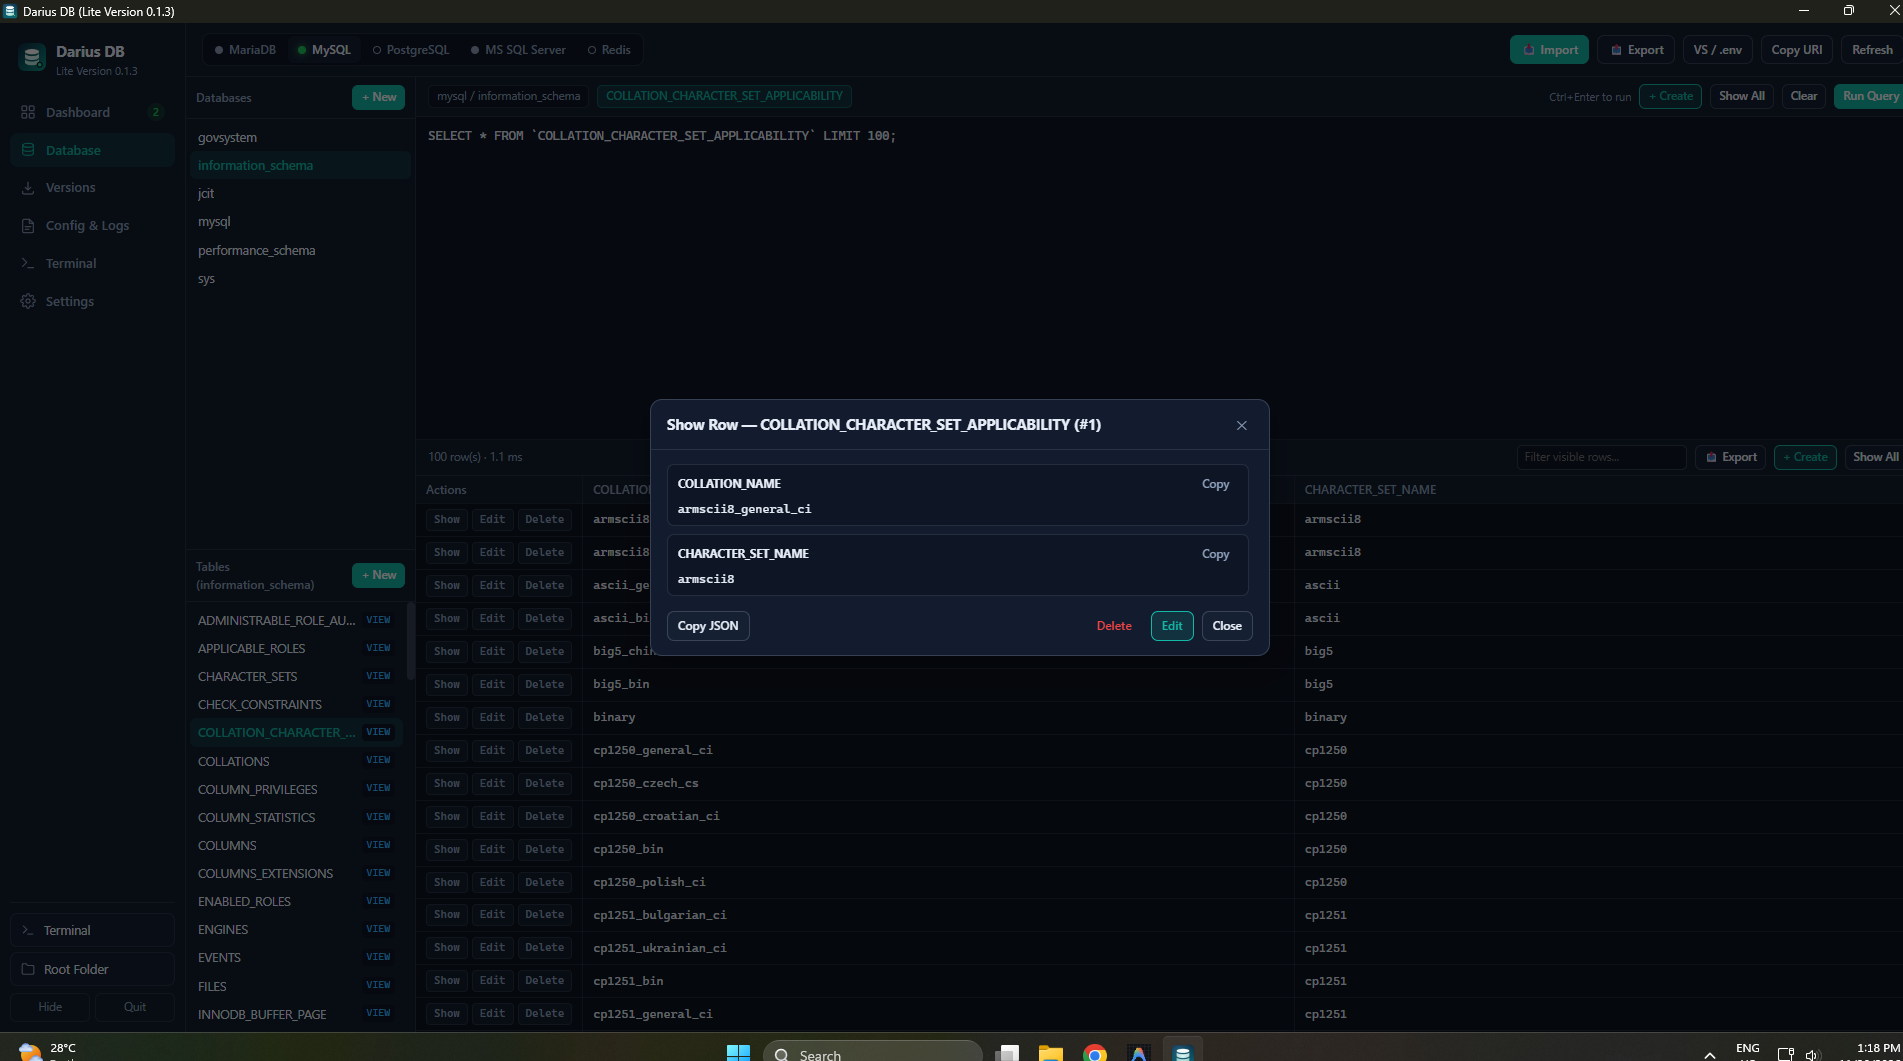 Darius DB (Lite Version 0.1.3)
Darius DB
Lite Version 0.1.3
Dashboard 2
Database
Versions
Config & Logs
Terminal
Settings
Terminal
Root Folder
Hide Quit
MariaDB MySQL PostgreSQL MS SQL Server Redis
Import Export VS / .env Copy URI Refresh
Databases + New
govsystem
information_schema
jcit
mysql
performance_schema
sys
Tables
(information_schema) + New
ADMINISTRABLE_ROLE_AU... VIEW
APPLICABLE_ROLES VIEW
CHARACTER_SETS VIEW
CHECK_CONSTRAINTS VIEW
COLLATION_CHARACTER_... VIEW
COLLATIONS VIEW
COLUMN_PRIVILEGES VIEW
COLUMN_STATISTICS VIEW
COLUMNS VIEW
COLUMNS_EXTENSIONS VIEW
ENABLED_ROLES VIEW
ENGINES VIEW
EVENTS VIEW
FILES VIEW
INNODB_BUFFER_PAGE VIEW
mysql / information_schema COLLATION_CHARACTER_SET_APPLICABILITY Ctrl+Enter to run + Create Show All Clear Run Query
SELECT * FROM `COLLATION_CHARACTER_SET_APPLICABILITY` LIMIT 100;
100 row(s) · 1.1 ms Filter visible rows... Export + Create Show All
Show Row — COLLATION_CHARACTER_SET_APPLICABILITY (#1)
COLLATION_NAME Copy
armscii8_general_ci
CHARACTER_SET_NAME Copy
armscii8
Copy JSON Delete Edit Close
Actions COLLATIO CHARACTER_SET_NAME
Show Edit Delete armscii8 armscii8
Show Edit Delete armscii8 armscii8
Show Edit Delete ascii_ge ascii
Show Edit Delete ascii_bi ascii
Show Edit Delete big5_chin big5
Show Edit Delete big5_bin big5
Show Edit Delete binary binary
Show Edit Delete cp1250_general_ci cp1250
Show Edit Delete cp1250_czech_cs cp1250
Show Edit Delete cp1250_croatian_ci cp1250
Show Edit Delete cp1250_bin cp1250
Show Edit Delete cp1250_polish_ci cp1250
Show Edit Delete cp1251_bulgarian_ci cp1251
Show Edit Delete cp1251_ukrainian_ci cp1251
Show Edit Delete cp1251_bin cp1251
Show Edit Delete cp1251_general_ci cp1251
28°C
Search
ENG
1:18 PM